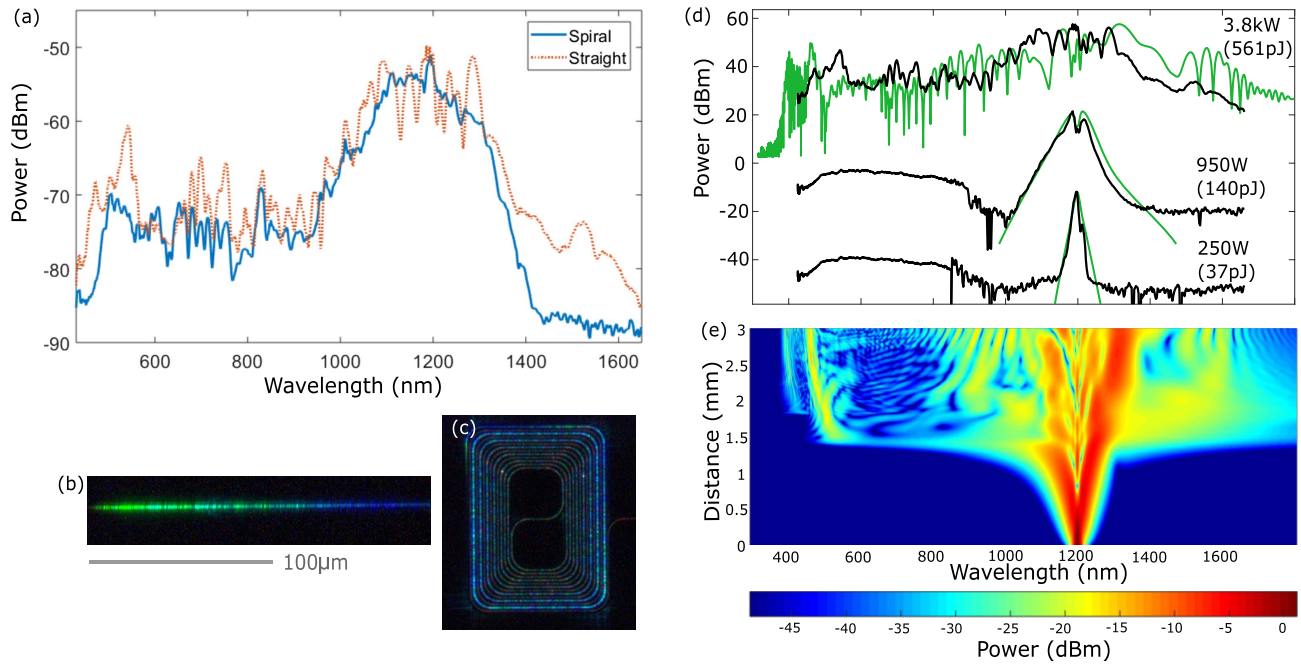 (a)
Power (dBm)
-50
-60
-70
-80
-90
Spiral
Straight
600
800
1000
1200
1400
1600
Wavelength (nm)
(b)
100μm
(c)
(d)
Power (dBm)
60
40
20
0
-20
-40
3.8kW
(561pJ)
950W
(140pJ)
250W
(37pJ)
(e)
Distance (mm)
3
2.5
2
1.5
1
0.5
0
400
600
800
1000
1200
1400
1600
Wavelength (nm)
-45
-40
-35
-30
-25
-20
-15
-10
-5
0
Power (dBm)